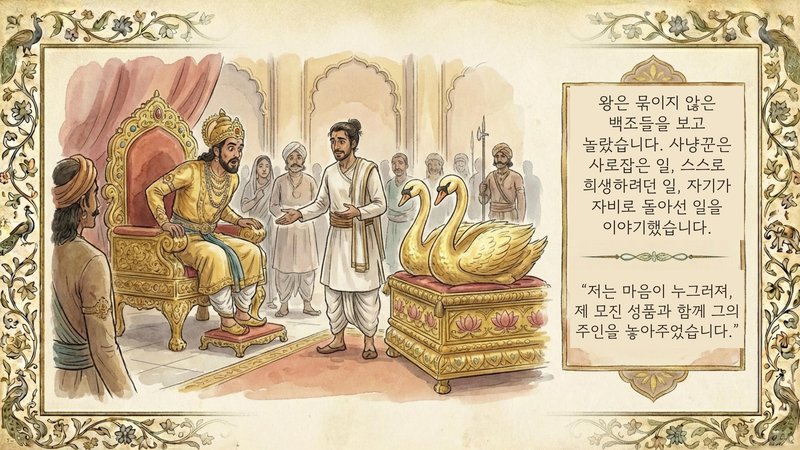 왕은 묶이지 않은
백조들을 보고
놀랐습니다. 사냥꾼은
사로잡은 일, 스스로
희생하려던 일, 자기가
자비로 돌아선 일을
이야기했습니다.
“저는 마음이 누그러져,
제 모진 성품과 함께 그의
주인을 놓아주었습니다.”